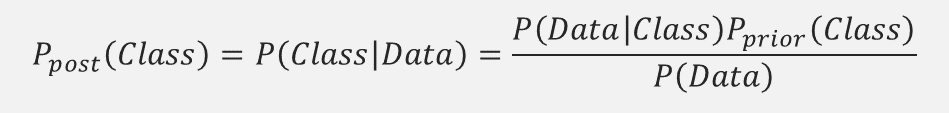 P_post(Class) = P(Class|Data) = P(Data|Class)P_prior(Class) / P(Data)